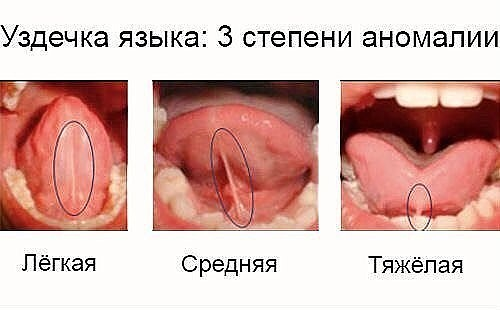 Уздечка языка: 3 степени аномалии
Лёгкая
Средняя
Тяжёлая